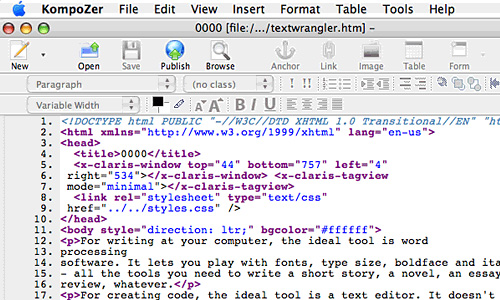 KompoZer File Edit View Insert Format Table Tools Help
0000 [file:/.../textwrangler.htm] –
New Open Save Publish Browse Anchor Link Image Table Form
Paragraph (no class) ! !!
Variable Width A A B I U
1. <!DOCTYPE html PUBLIC "-//W3C//DTD XHTML 1.0 Transitional//EN"
2. <html xmlns="http://www.w3.org/1999/xhtml" lang="en-us">
3. <head>
4. <title>0000</title>
5. <x-claris-window top="44" bottom="757" left="4"
6. right="534"></x-claris-window> <x-claris-tagview
7. mode="minimal"></x-claris-tagview>
8. <link rel="stylesheet" type="text/css"
9. href="../../styles.css" />
10. </head>
11. <body style="direction: ltr;" bgcolor="#ffffff">
12. <p>For writing at your computer, the ideal tool is word
13. processing
14. software. It lets you play with fonts, type size, boldface and ita
15. - all the tools you need to write a short story, a novel, an essay
16. review, whatever.</p>
17. <p>For creating code, the ideal tool is a text editor. It doesn't